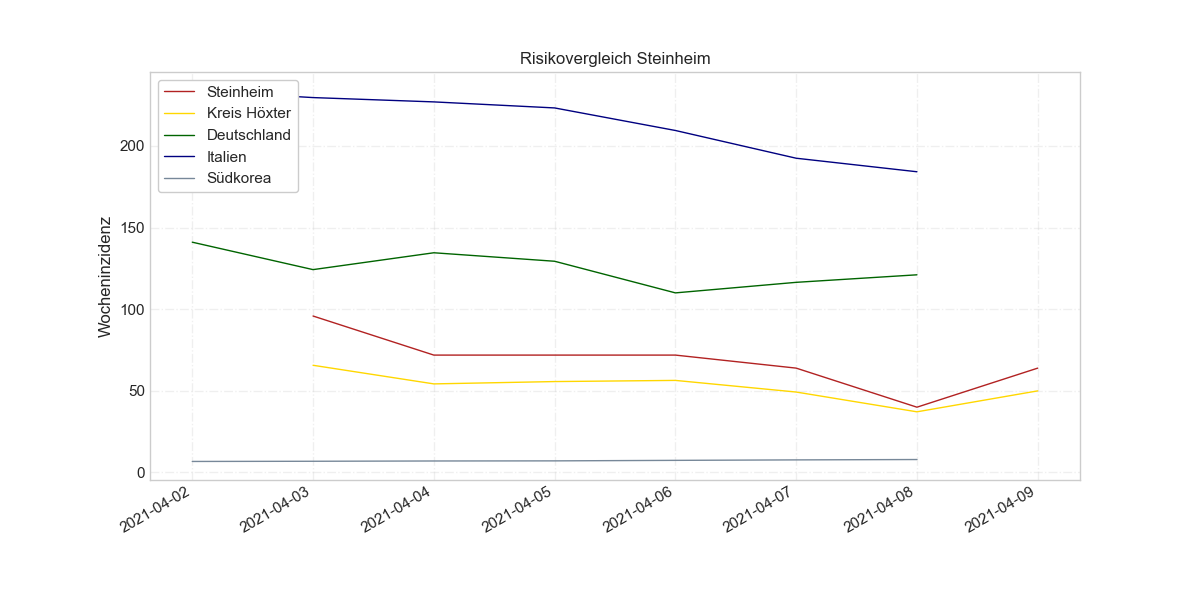 Risikovergleich Steinheim
Steinheim
Kreis Höxter
Deutschland
Italien
Südkorea
Wocheninzidenz
200
150
100
50
0
2021-04-02
2021-04-03
2021-04-04
2021-04-05
2021-04-06
2021-04-07
2021-04-08
2021-04-09